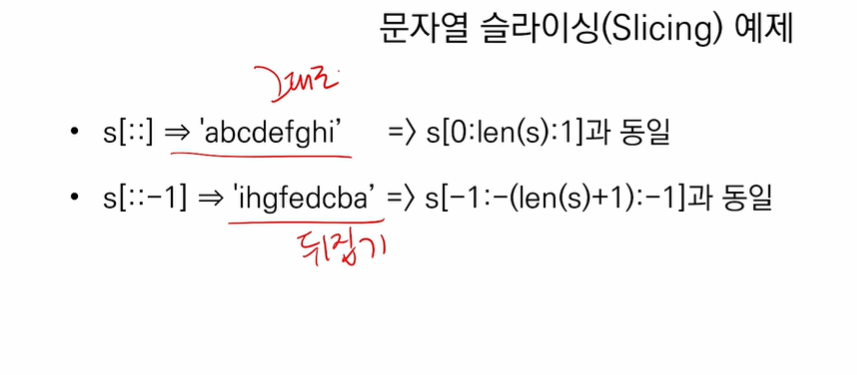 문자열 슬라이싱(Slicing) 예제
그대로
• s[::] ⇒ 'abcdefghi’ => s[0:len(s):1]과 동일
• s[::-1] ⇒ 'ihgfedcba’ => s[-1:-(len(s)+1):-1]과 동일
뒤집기